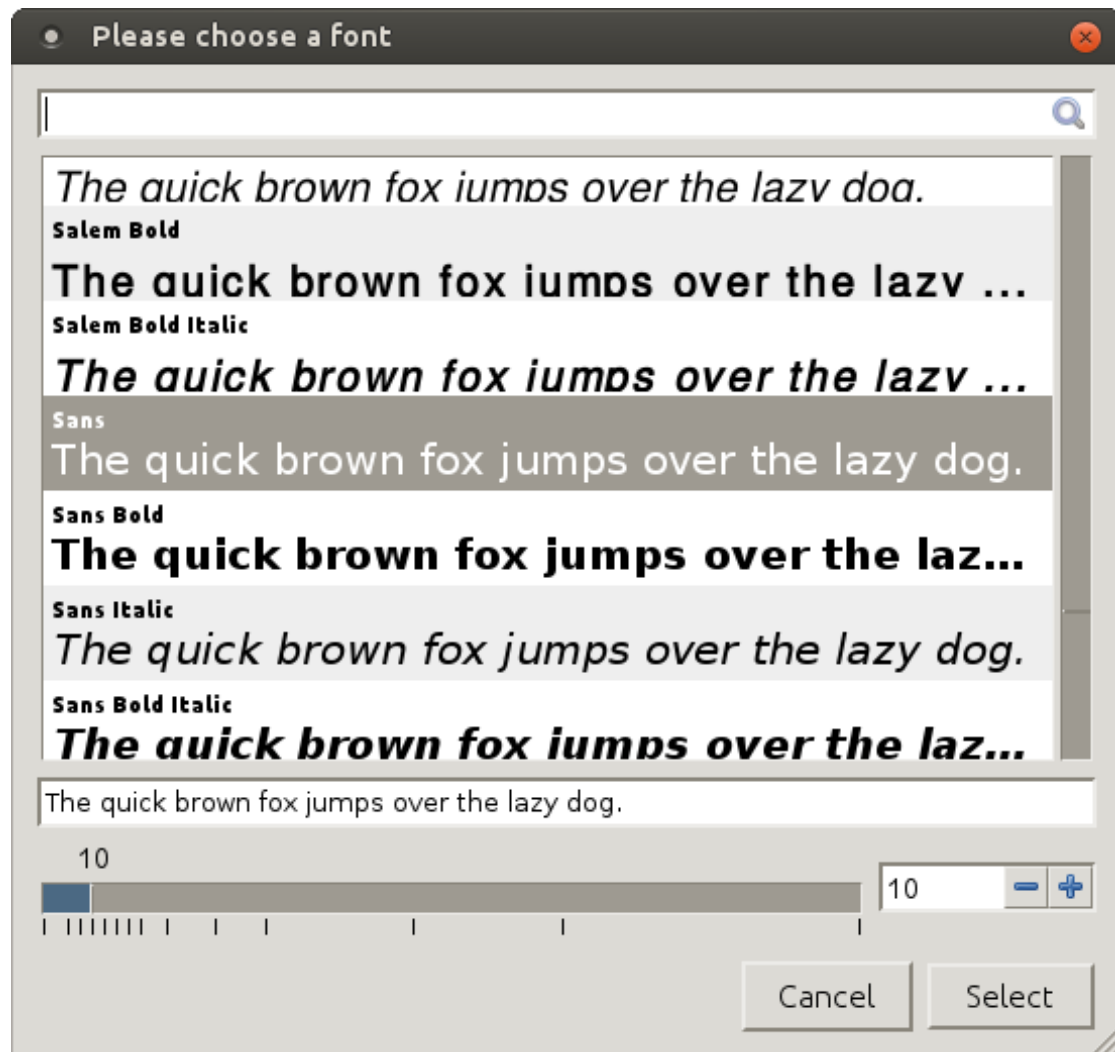 Please choose a font
The quick brown fox jumps over the lazy dog.
Salem Bold
The quick brown fox jumps over the lazy ...
Salem Bold Italic
The quick brown fox jumps over the lazy ...
Sans
The quick brown fox jumps over the lazy dog.
Sans Bold
The quick brown fox jumps over the laz...
Sans Italic
The quick brown fox jumps over the lazy dog.
Sans Bold Italic
The quick brown fox jumps over the laz...
The quick brown fox jumps over the lazy dog.
10
10
Cancel Select